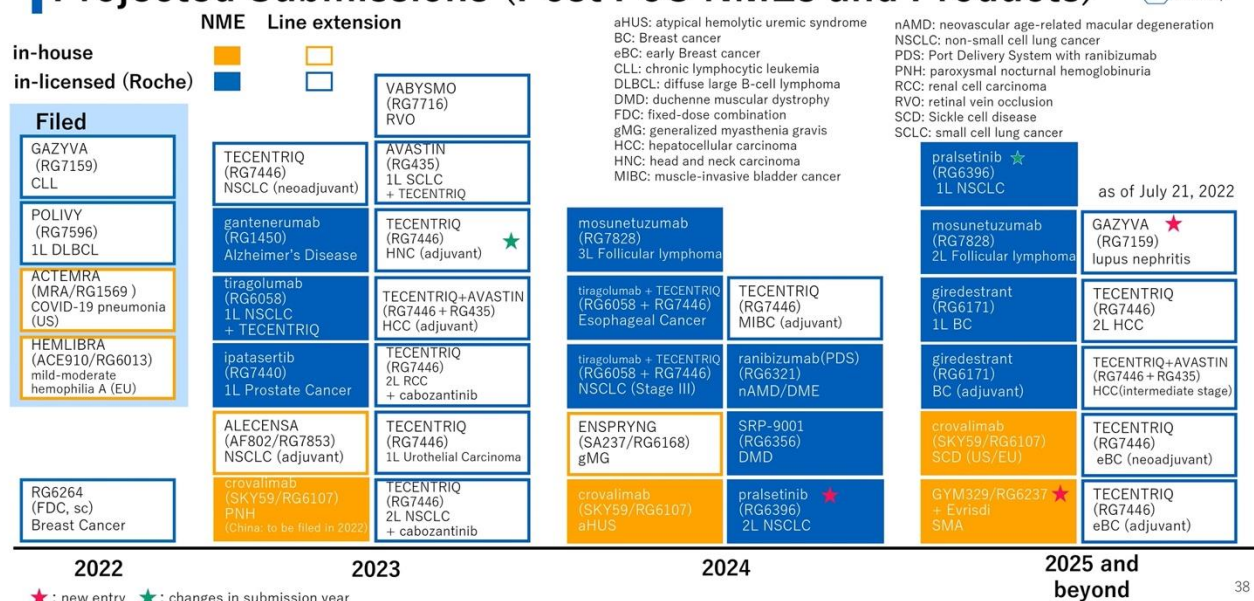 Projected Submissions (Post PoC NMEs and Products)
NME Line extension
in-house
in-licensed (Roche)
aHUS: atypical hemolytic uremic syndrome
BC: Breast cancer
eBC: early Breast cancer
CLL: chronic lymphocytic leukemia
DLBCL: diffuse large B-cell lymphoma
DMD: duchenne muscular dystrophy
FDC: fixed-dose combination
gMG: generalized myasthenia gravis
HCC: hepatocellular carcinoma
HNC: head and neck carcinoma
MIBC: muscle-invasive bladder cancer
nAMD: neovascular age-related macular degeneration
NSCLC: non-small cell lung cancer
PDS: Port Delivery System with ranibizumab
PNH: paroxysmal nocturnal hemoglobinuria
RCC: renal cell carcinoma
RVO: retinal vein occlusion
SCD: Sickle cell disease
SCLC: small cell lung cancer
as of July 21, 2022
Filed
GAZYVA
(RG7159)
CLL
POLIVY
(RG7596)
1L DLBCL
ACTEMRA
(MRA/RG1569 )
COVID-19 pneumonia
(US)
HEMLIBRA
(ACE910/RG6013)
mild-moderate
hemophilia A (EU)
RG6264
(FDC, sc)
Breast Cancer
TECENTRIQ
(RG7446)
NSCLC (neoadjuvant)
gantenerumab
(RG1450)
Alzheimer's Disease
tiragolumab
(RG6058)
1L NSCLC
+ TECENTRIQ
ipatasertib
(RG7440)
1L Prostate Cancer
ALECENSA
(AF802/RG7853)
NSCLC (adjuvant)
crovalimab
(SKY59/RG6107)
PNH
(China: to be filed in 2022)
VABYSMO
(RG7716)
RVO
AVASTIN
(RG435)
1L SCLC
+ TECENTRIQ
TECENTRIQ
(RG7446)
HNC (adjuvant)
TECENTRIQ+AVASTIN
(RG7446+RG435)
HCC (adjuvant)
TECENTRIQ
(RG7446)
2L RCC
+ cabozantinib
TECENTRIQ
(RG7446)
1L Urothelial Carcinoma
TECENTRIQ
(RG7446)
2L NSCLC
+ cabozantinib
mosunetuzumab
(RG7828)
3L Follicular lymphoma
tiragolumab + TECENTRIQ
(RG6058 + RG7446)
Esophageal Cancer
tiragolumab + TECENTRIQ
(RG6058 + RG7446)
NSCLC (Stage III)
ENSPRYNG
(SA237/RG6168)
gMG
crovalimab
(SKY59/RG6107)
aHUS
TECENTRIQ
(RG7446)
MIBC (adjuvant)
ranibizumab(PDS)
(RG6321)
nAMD/DME
SRP-9001
(RG6356)
DMD
pralsetinib
(RG6396)
2L NSCLC
pralsetinib
(RG6396)
1L NSCLC
mosunetuzumab
(RG7828)
2L Follicular lymphoma
giredestrant
(RG6171)
1L BC
giredestrant
(RG6171)
BC (adjuvant)
crovalimab
(SKY59/RG6107)
SCD (US/EU)
GYM329/RG6237
+ Evrisdi
SMA
GAZYVA
(RG7159)
lupus nephritis
TECENTRIQ
(RG7446)
2L HCC
TECENTRIQ+AVASTIN
(RG7446+RG435)
HCC(intermediate stage)
TECENTRIQ
(RG7446)
eBC (neoadjuvant)
TECENTRIQ
(RG7446)
eBC (adjuvant)
2022
2023
2024
2025 and
beyond
★: new entry ★: changes in submission year
38